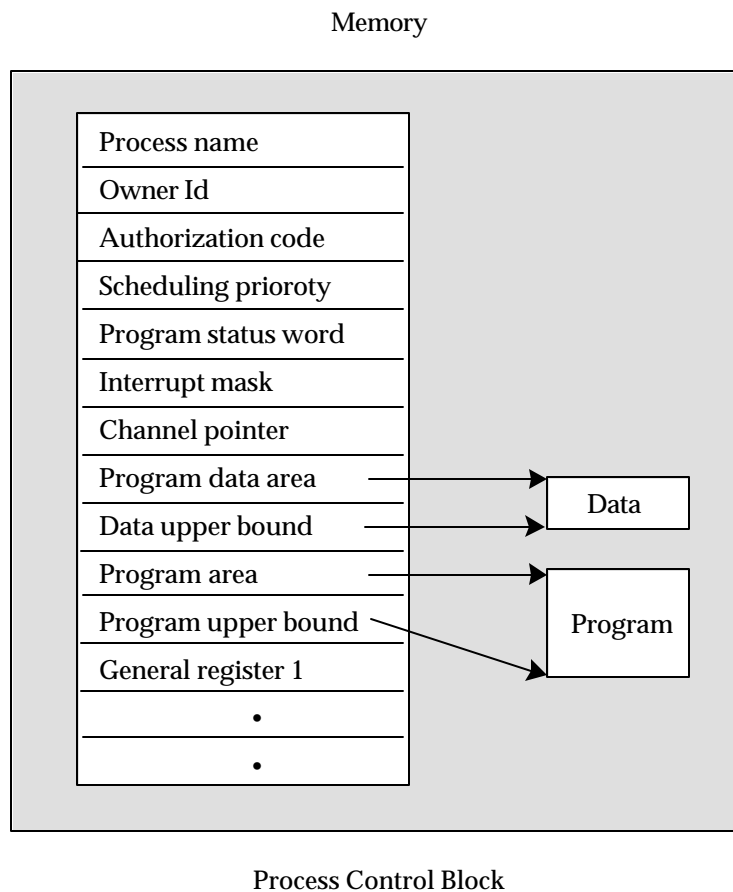 Memory
Process name
Owner Id
Authorization code
Scheduling prioroty
Program status word
Interrupt mask
Channel pointer
Program data area
Data
Data upper bound
Program area
Program upper bound
Program
General register 1
•
•
Process Control Block